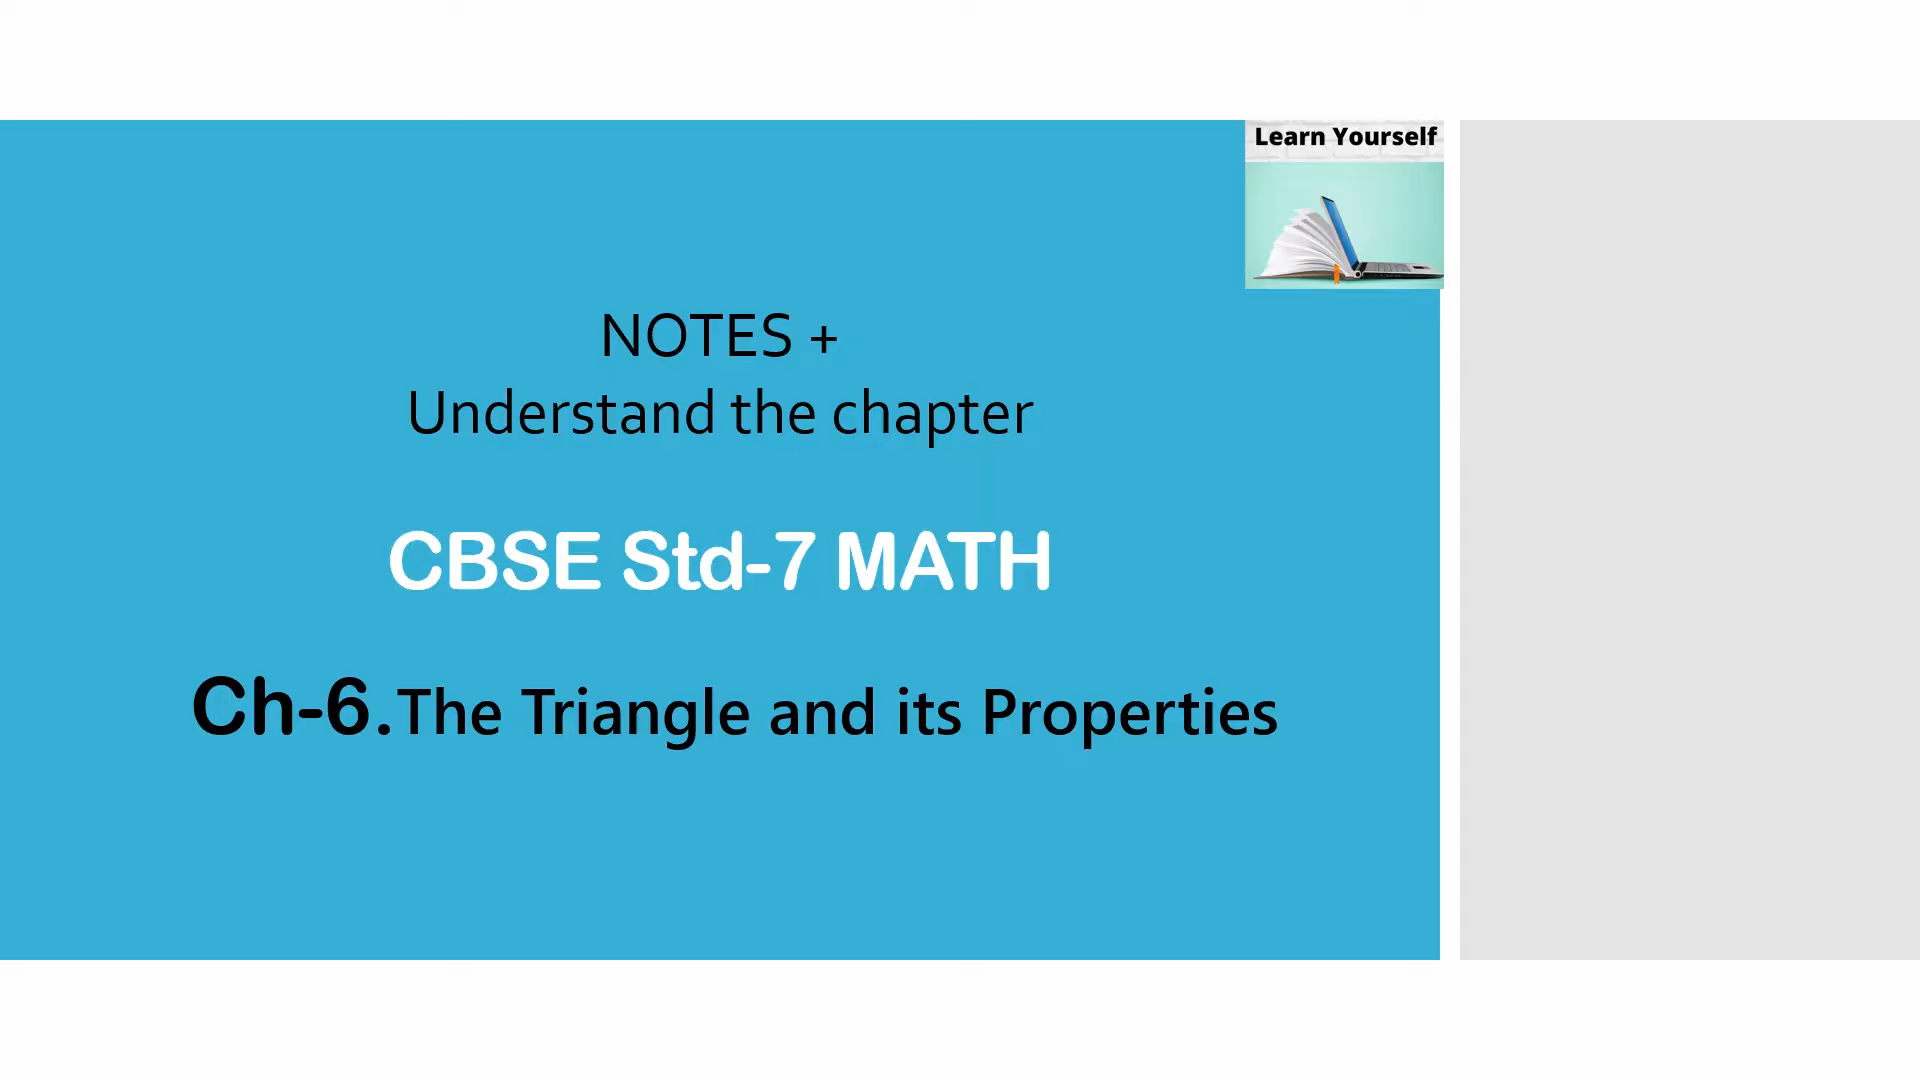 Learn Yourself
NOTES +
Understand the chapter
CBSE Std-7 MATH
Ch-6.The Triangle and its Properties